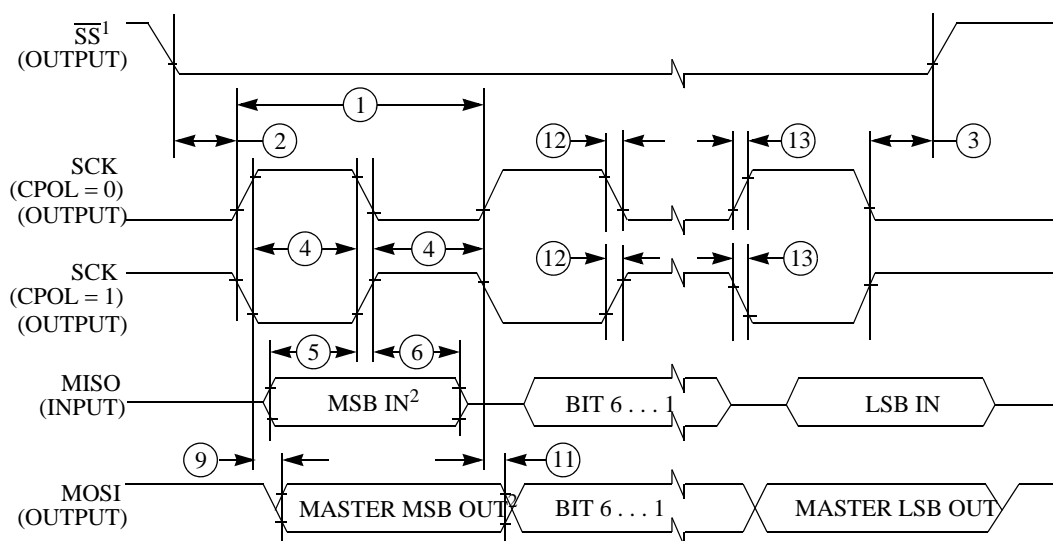 SS¹
(OUTPUT)
1
2
12
13
3
SCK
(CPOL = 0)
(OUTPUT)
4
4
SCK
(CPOL = 1)
(OUTPUT)
12
13
5
6
MISO
(INPUT)
MSB IN²
BIT 6 . . . 1
LSB IN
9
11
MOSI
(OUTPUT)
MASTER MSB OUT²
BIT 6 . . . 1
MASTER LSB OUT